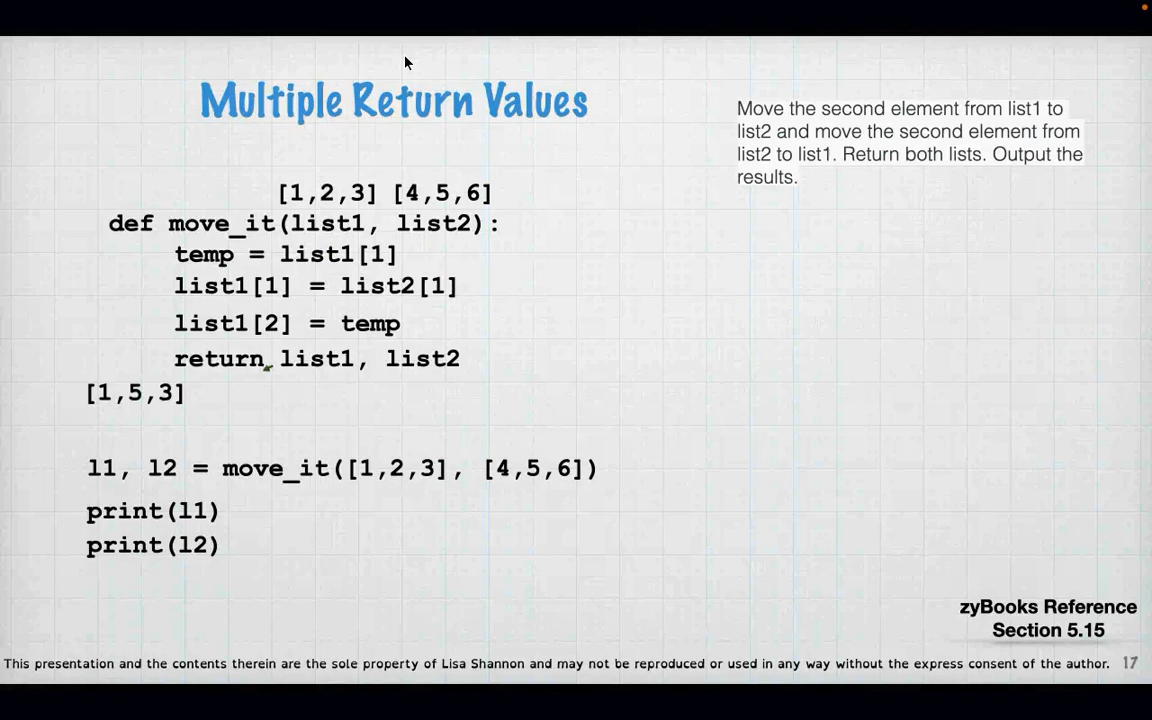 Multiple Return Values
Move the second element from list1 to
list2 and move the second element from
list2 to list1. Return both lists. Output the
results.
[1,2,3] [4,5,6]
def move_it(list1, list2):
temp = list1[1]
list1[1] = list2[1]
list1[2] = temp
return list1, list2
[1,5,3]
l1, l2 = move_it([1,2,3], [4,5,6])
print(l1)
print(l2)
zyBooks Reference
Section 5.15
This presentation and the contents therein are the sole property of Lisa Shannon and may not be reproduced or used in any way without the express consent of the author. 17